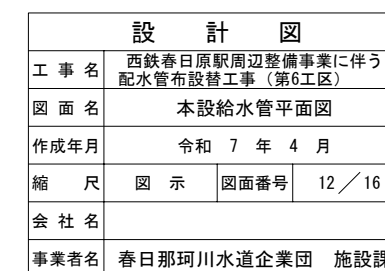 設 計 図
工 事 名 西鉄春日原駅周辺整備事業に伴う
配水管布設替工事（第6工区）
図 面 名 本設給水管平面図
作成年月 令和 7 年 4 月
縮 尺 図 示 図面番号 12／16
会 社 名
事業者名 春日那珂川水道企業団 施設課